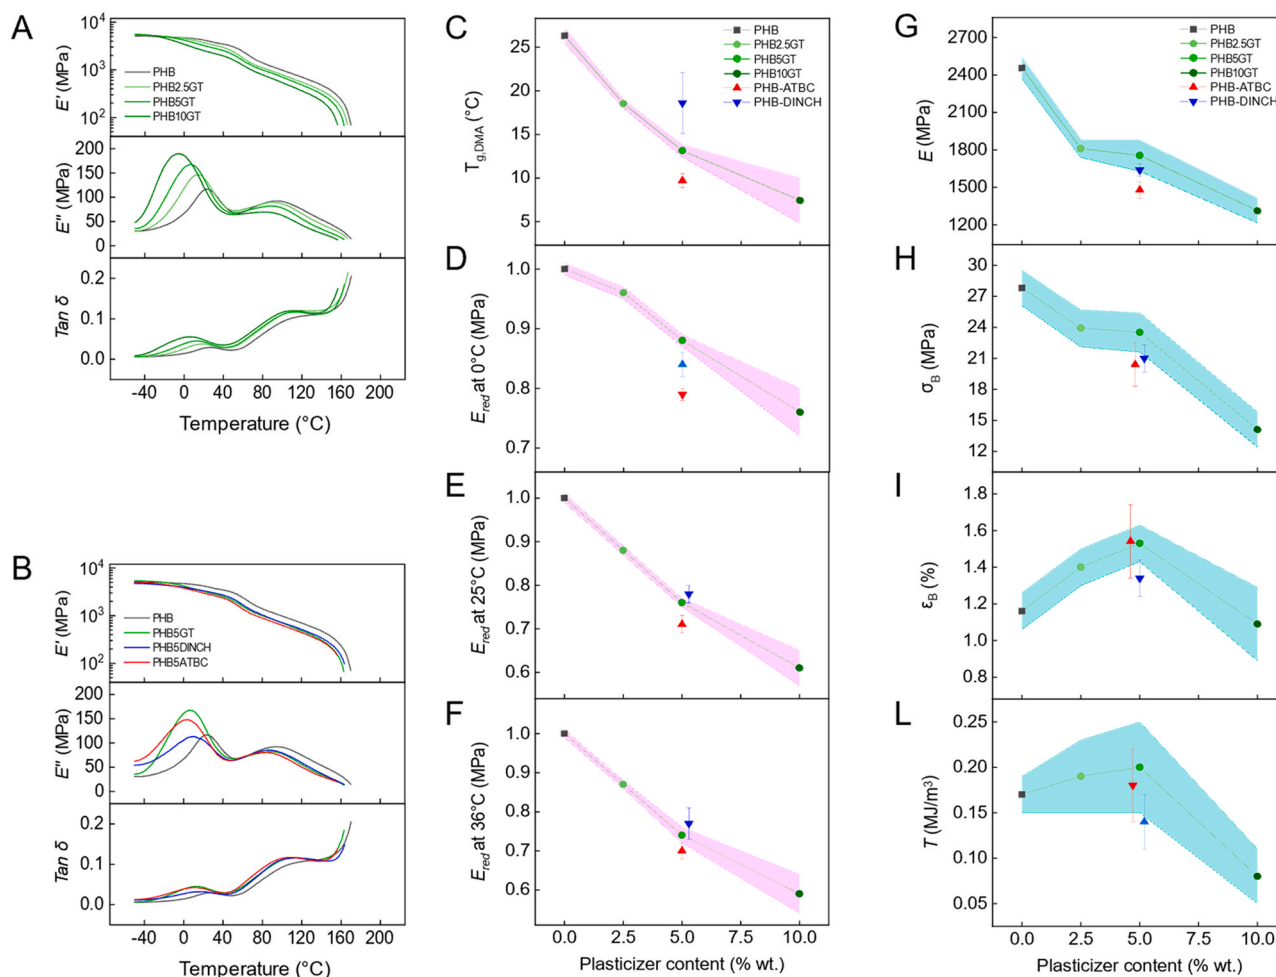 A
10⁴
10³
10²
E' (MPa)
PHB
PHB2.5GT
PHB5GT
PHB10GT
200
150
100
50
0
E'' (MPa)
0.2
0.1
0.0
Tan δ
-40 0 40 80 120 160 200
Temperature (°C)
B
10⁴
10³
10²
E' (MPa)
PHB
PHB5GT
PHB5DINCH
PHB5ATBC
200
150
100
50
0
E'' (MPa)
0.2
0.1
0.0
Tan δ
-40 0 40 80 120 160 200
Temperature (°C)
C
25
20
15
10
5
0
Tg,DMA (°C)
PHB
PHB2.5GT
PHB5GT
PHB10GT
PHB-ATBC
PHB-DINCH
D
1.0
0.9
0.8
0.7
Ered at 0°C (MPa)
E
1.0
0.9
0.8
0.7
0.6
Ered at 25°C (MPa)
F
1.0
0.9
0.8
0.7
0.6
Ered at 36°C (MPa)
0.0 2.5 5.0 7.5 10.0
Plasticizer content (% wt.)
G
2700
2400
2100
1800
1500
1200
E (MPa)
PHB
PHB2.5GT
PHB5GT
PHB10GT
PHB-ATBC
PHB-DINCH
H
30
27
24
21
18
15
12
σB (MPa)
I
1.8
1.6
1.4
1.2
1.0
0.8
εB (%)
L
0.25
0.20
0.15
0.10
0.05
T (MJ/m³)
0.0 2.5 5.0 7.5 10.0
Plasticizer content (% wt.)